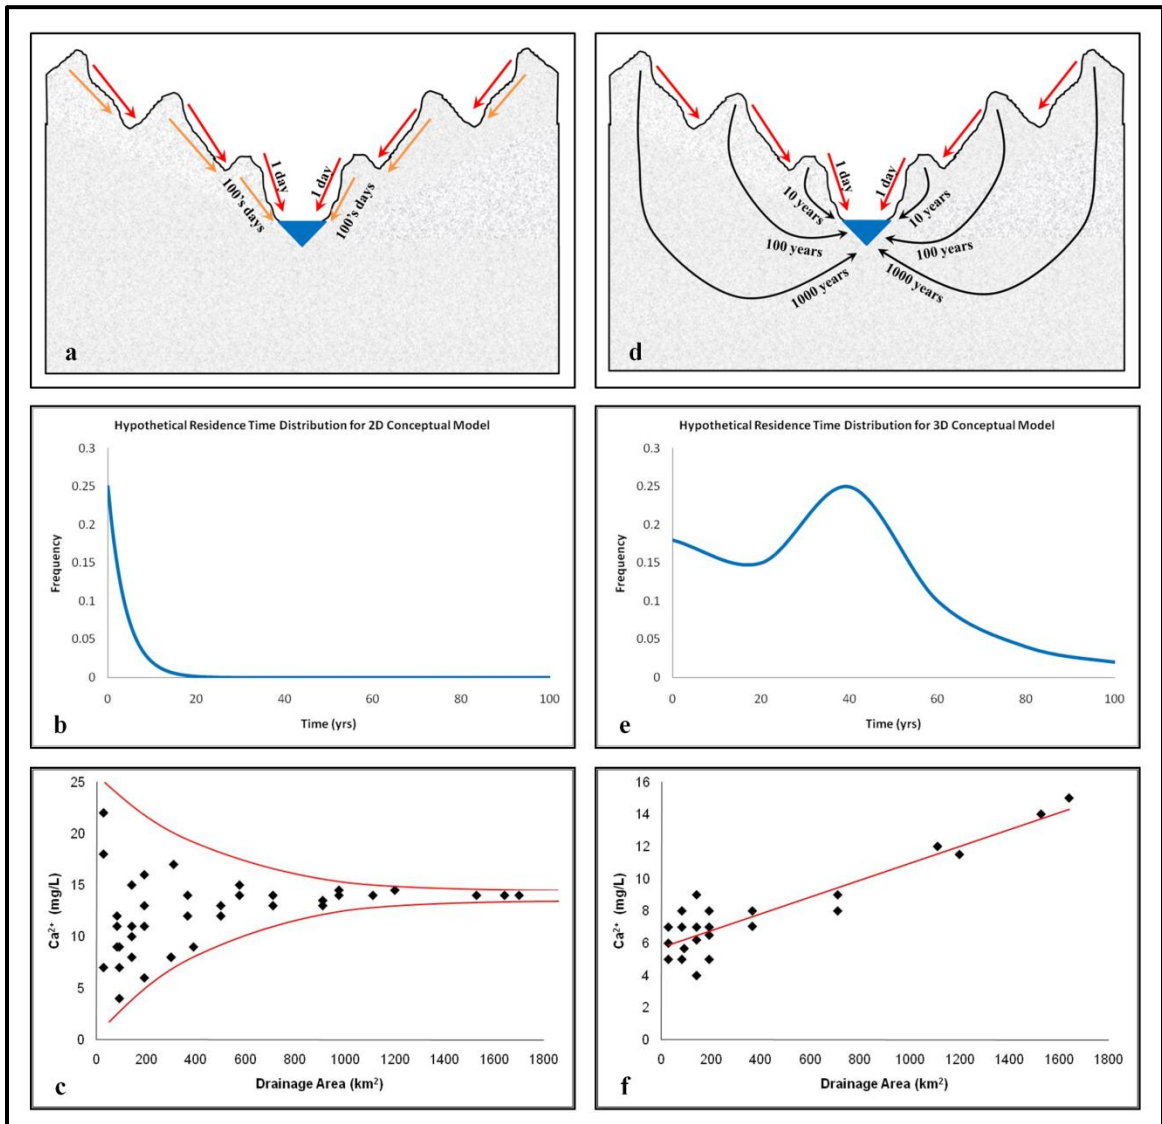 1 day
1 day
100's days
100's days
a
1 day
1 day
10 years
10 years
100 years
100 years
1000 years
1000 years
d
Hypothetical Residence Time Distribution for 2D Conceptual Model
0.3
0.25
0.2
0.15
0.1
0.05
0
Frequency
0 20 40 60 80 100
Time (yrs)
b
Hypothetical Residence Time Distribution for 3D Conceptual Model
0.3
0.25
0.2
0.15
0.1
0.05
0
Frequency
0 20 40 60 80 100
Time (yrs)
e
25
20
15
10
5
0
Ca²⁺ (mg/L)
0 200 400 600 800 1000 1200 1400 1600 1800
Drainage Area (km²)
c
16
14
12
10
8
6
4
2
0
Ca²⁺ (mg/L)
0 200 400 600 800 1000 1200 1400 1600 1800
Drainage Area (km²)
f